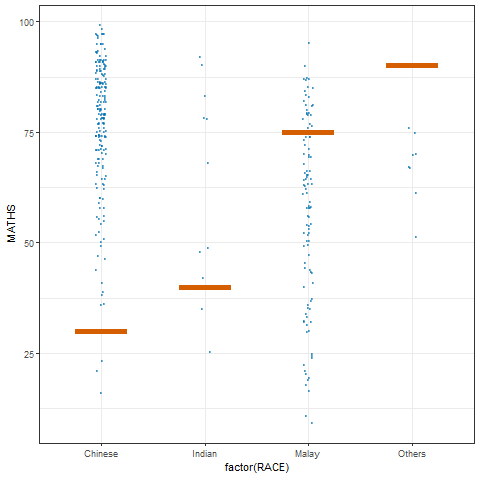 100
75
50
25
MATHS
Chinese
Indian
Malay
Others
factor(RACE)